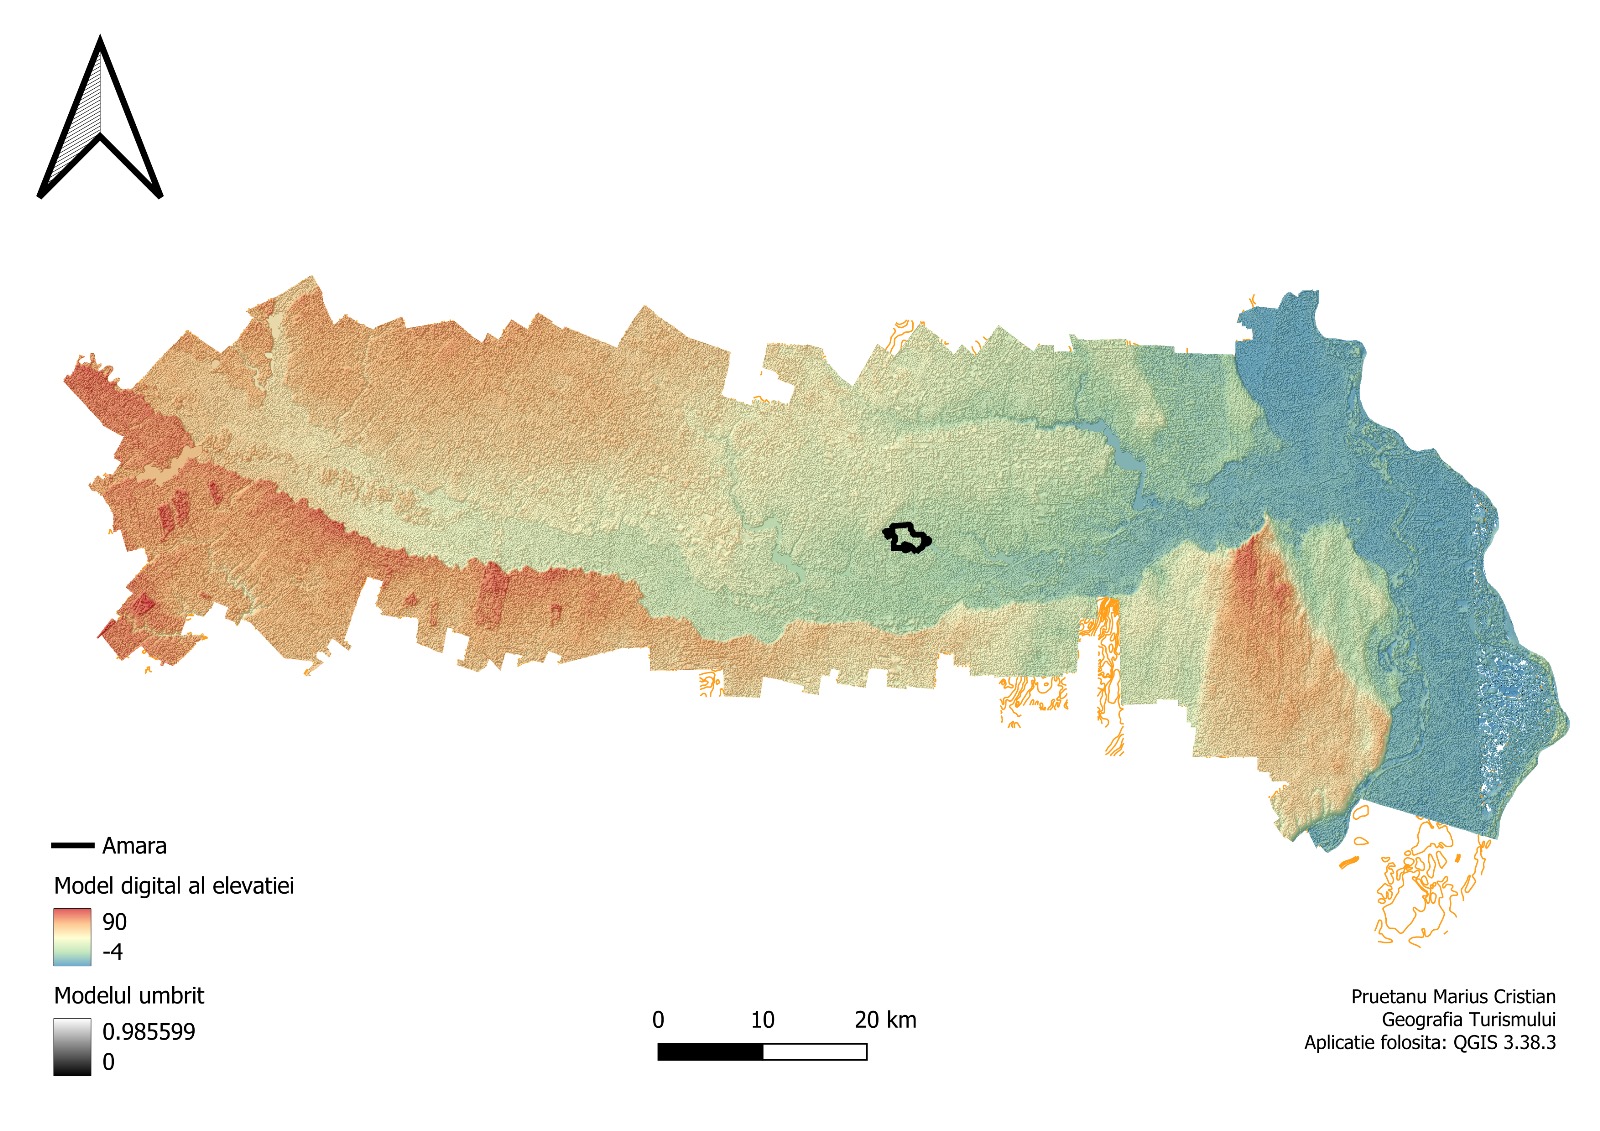 Amara
Model digital al elevatiei
90
-4
Modelul umbrit
0.985599
0
0 10 20 km
Pruetanu Marius Cristian
Geografia Turismului
Aplicatie folosita: QGIS 3.38.3